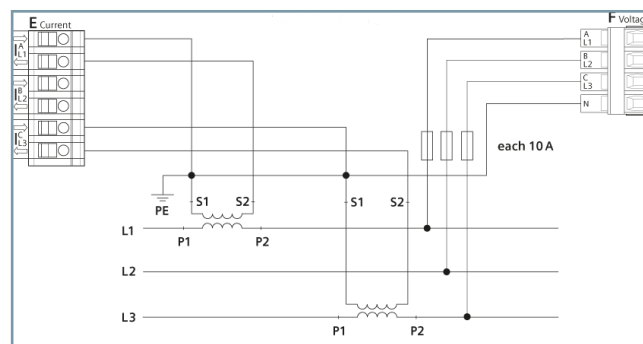 E Current
I A L1
I B L2
I C L3
F Voltag
A L1
B L2
C L3
N
each 10 A
PE
S1 S2
S1 S2
L1
P1 P2
L2
L3
P1 P2